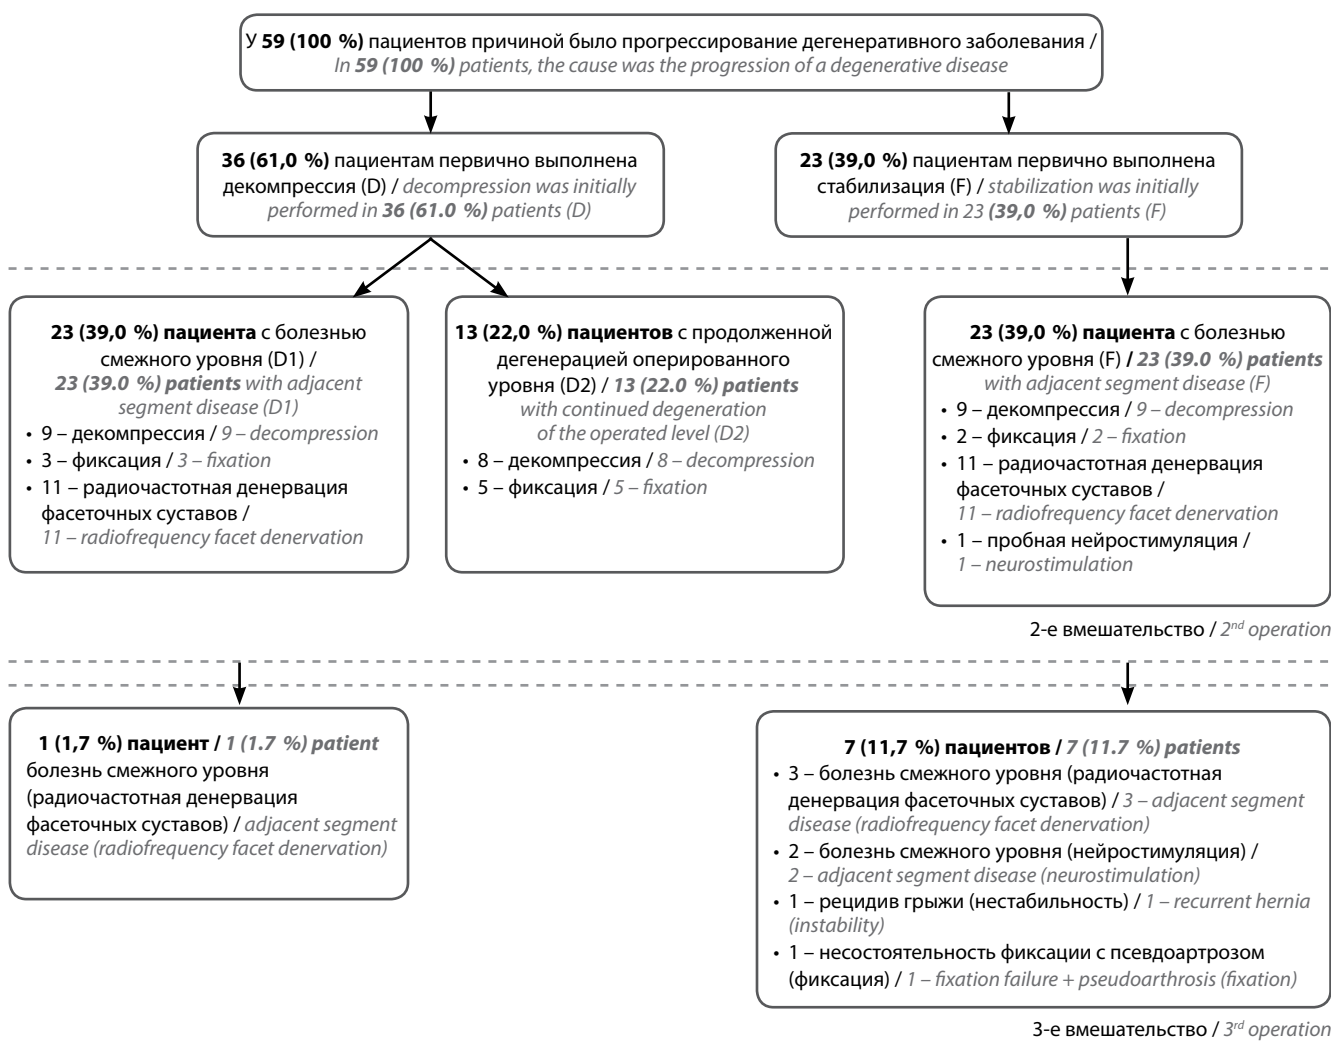 У 59 (100 %) пациентов причиной было прогрессирование дегенеративного заболевания /
In 59 (100 %) patients, the cause was the progression of a degenerative disease
36 (61,0 %) пациентам первично выполнена
декомпрессия (D) / decompression was initially
performed in 36 (61.0 %) patients (D)
23 (39,0 %) пациентам первично выполнена
стабилизация (F) / stabilization was initially
performed in 23 (39,0 %) patients (F)
23 (39,0 %) пациента с болезнью
смежного уровня (D1) /
23 (39.0 %) patients with adjacent
segment disease (D1)
• 9 – декомпрессия / 9 – decompression
• 3 – фиксация / 3 – fixation
• 11 – радиочастотная денервация
фасеточных суставов /
11 – radiofrequency facet denervation
13 (22,0 %) пациентов с продолженной
дегенерацией оперированного
уровня (D2) / 13 (22.0 %) patients
with continued degeneration
of the operated level (D2)
• 8 – декомпрессия / 8 – decompression
• 5 – фиксация / 5 – fixation
23 (39,0 %) пациента с болезнью
смежного уровня (F) / 23 (39.0 %) patients
with adjacent segment disease (F)
• 9 – декомпрессия / 9 – decompression
• 2 – фиксация / 2 – fixation
• 11 – радиочастотная денервация
фасеточных суставов /
11 – radiofrequency facet denervation
• 1 – пробная нейростимуляция /
1 – neurostimulation
2-е вмешательство / 2nd operation
1 (1,7 %) пациент / 1 (1.7 %) patient
болезнь смежного уровня
(радиочастотная денервация
фасеточных суставов) / adjacent segment
disease (radiofrequency facet denervation)
7 (11,7 %) пациентов / 7 (11.7 %) patients
• 3 – болезнь смежного уровня (радиочастотная
денервация фасеточных суставов) / 3 – adjacent segment
disease (radiofrequency facet denervation)
• 2 – болезнь смежного уровня (нейростимуляция) /
2 – adjacent segment disease (neurostimulation)
• 1 – рецидив грыжи (нестабильность) / 1 – recurrent hernia
(instability)
• 1 – несостоятельность фиксации с псевдоартрозом
(фиксация) / 1 – fixation failure + pseudoarthrosis (fixation)
3-е вмешательство / 3rd operation